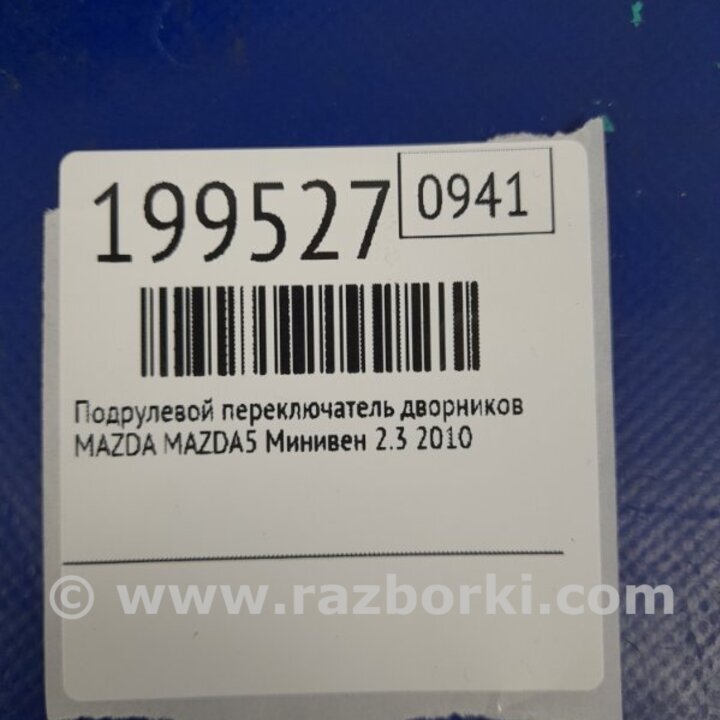 199527
0941
Подрулевой переключатель дворников
MAZDA MAZDA5 Минивен 2.3 2010
© www.razborki.com